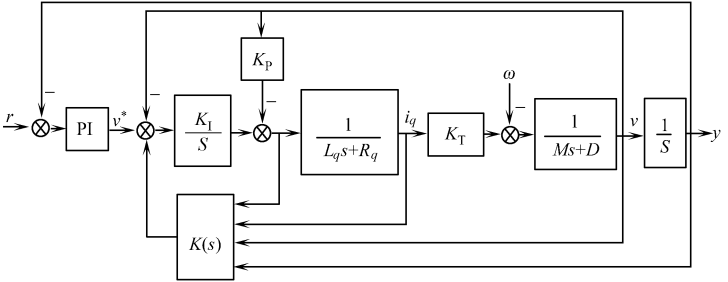 r
−
PI
v*
−
K_I
S
K_P
−
1
L_q s+R_q
i_q
K_T
ω
−
1
Ms+D
v
1
S
y
K(s)